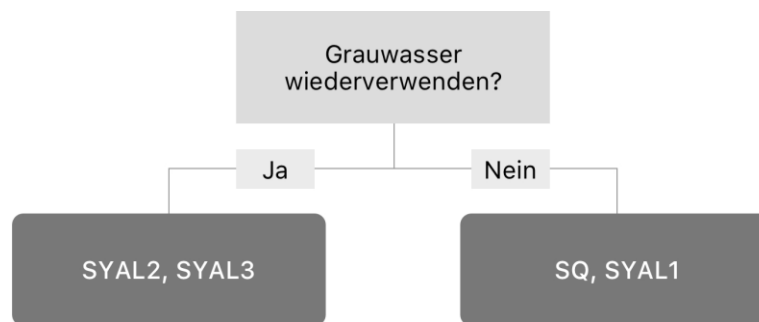 Grauwasser
wiederverwenden?
Ja
Nein
SYAL2, SYAL3
SQ, SYAL1